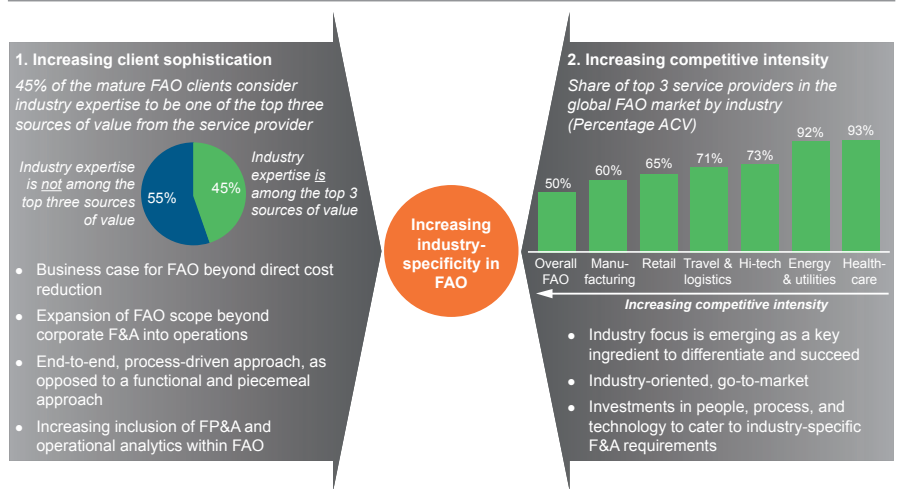 1. Increasing client sophistication
45% of the mature FAO clients consider
industry expertise to be one of the top three
sources of value from the service provider
Industry expertise
is not among the
top three sources
of value
55%
45%
Industry
expertise is
among the top 3
sources of value
● Business case for FAO beyond direct cost
reduction
● Expansion of FAO scope beyond
corporate F&A into operations
● End-to-end, process-driven approach, as
opposed to a functional and piecemeal
approach
● Increasing inclusion of FP&A and
operational analytics within FAO
Increasing
industry-
specificity in
FAO
2. Increasing competitive intensity
Share of top 3 service providers in the
global FAO market by industry
(Percentage ACV)
50%
60%
65%
71%
73%
92%
93%
Overall
FAO
Manu-
facturing
Retail
Travel &
logistics
Hi-tech
Energy
& utilities
Health-
care
Increasing competitive intensity
● Industry focus is emerging as a key
ingredient to differentiate and succeed
● Industry-oriented, go-to-market
● Investments in people, process, and
technology to cater to industry-specific
F&A requirements